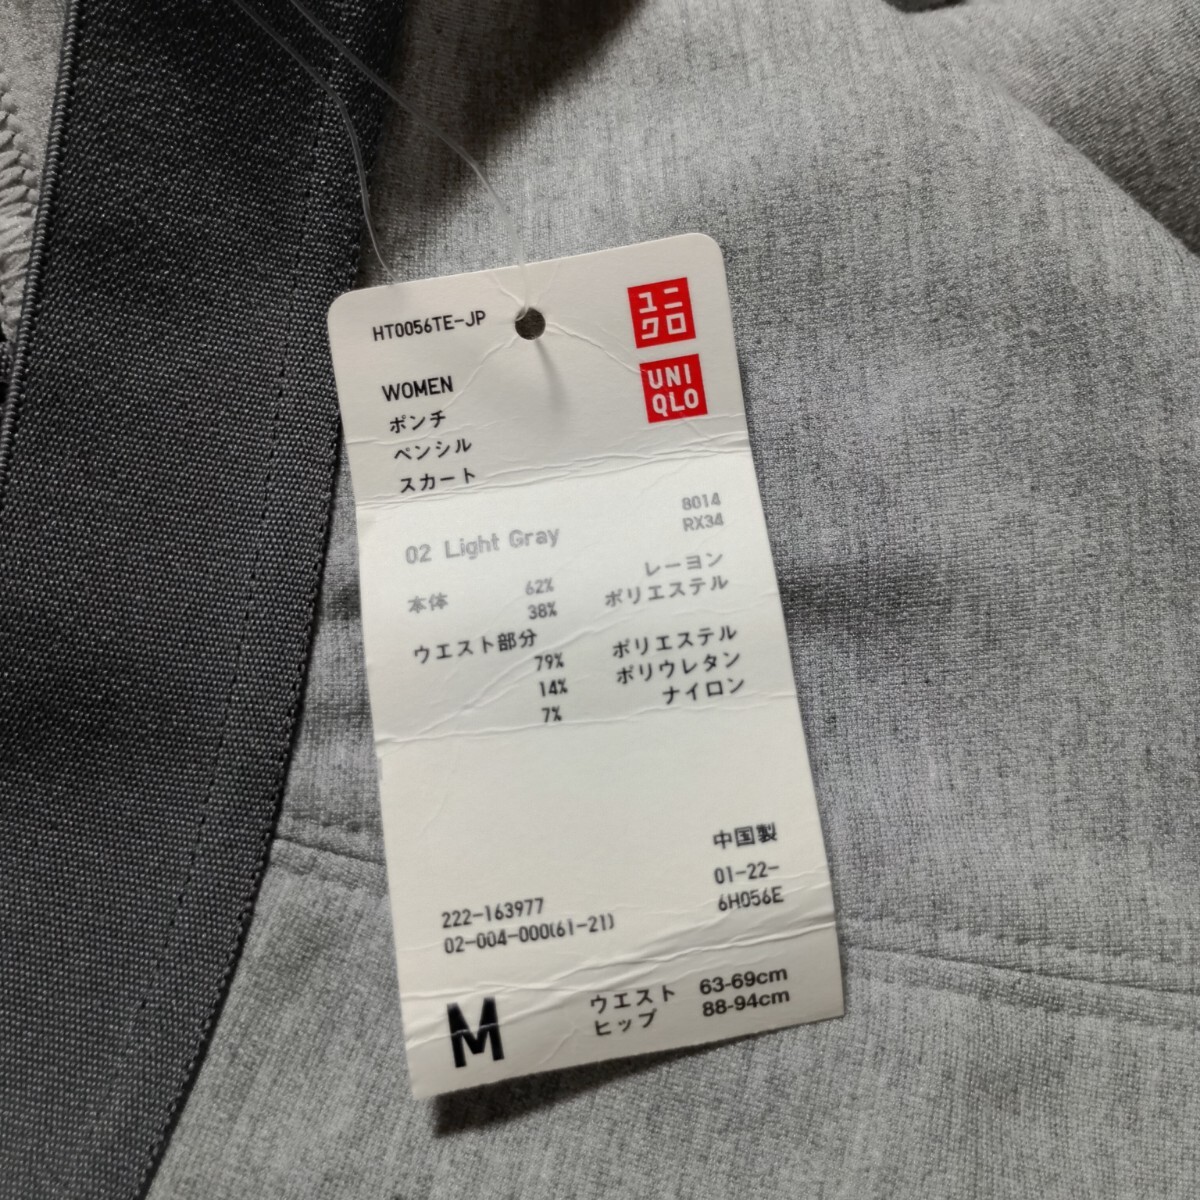 HT0056TE-JP
ユニ
クロ
UNI
QLO
WOMEN
ポンチ
ペンシル
スカート
8014
RX34
02 Light Gray
本体 62% レーヨン
38% ポリエステル
ウエスト部分
79% ポリエステル
14% ポリウレタン
7% ナイロン
中国製
01-22-
6H056E
222-163977
02-004-000(61-21)
M
ウエスト 63-69cm
ヒップ 88-94cm